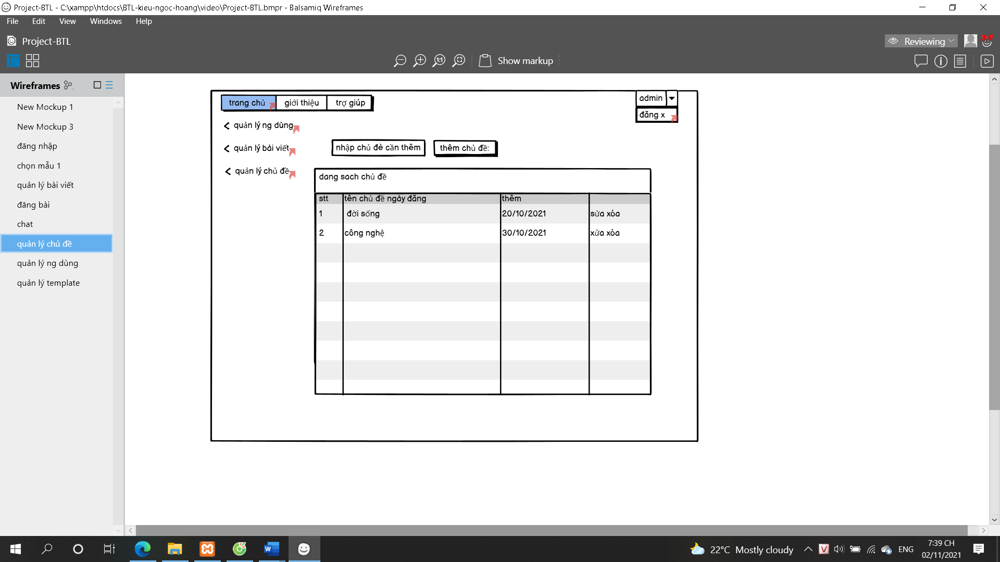 Project-BTL - C:\xampp\htdocs\BTL-kieu-ngoc-hoang\video\Project-BTL.bmpr - Balsamiq Wireframes
File Edit View Windows Help
Project-BTL
Reviewing
1:1
Show markup
Wireframes
New Mockup 1
New Mockup 3
đăng nhập
chọn mẫu 1
quản lý bài viết
đăng bài
chat
quản lý chủ đề
quản lý ng dùng
quản lý template
trang chủ giới thiệu trợ giúp
admin
đăng x
quản lý ng dùng
quản lý bài viết
quản lý chủ đề
nhập chủ đè cần thêm
thêm chủ đề:
dang sach chủ đề
stt tên chủ đề ngày đăng thêm
1 đời sống 20/10/2021 sửa xóa
2 công nghệ 30/10/2021 xửa xóa
22°C Mostly cloudy
ENG
7:39 CH
02/11/2021